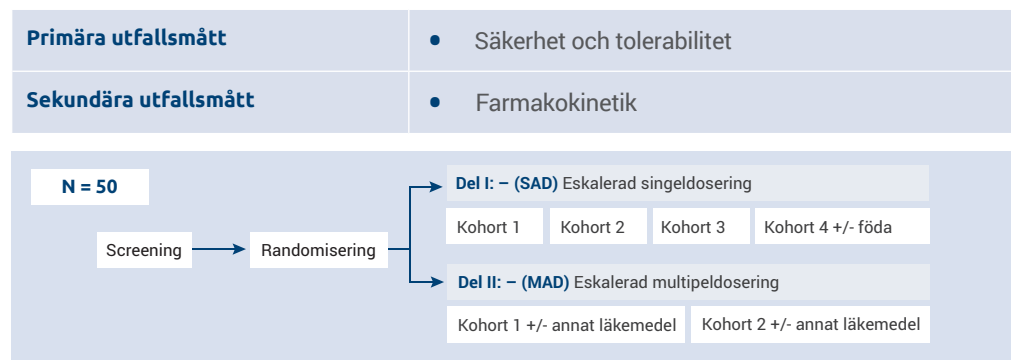 Primära utfallsmått
• Säkerhet och tolerabilitet
Sekundära utfallsmått
• Farmakokinetik
N = 50
Screening
Randomisering
Del I: – (SAD) Eskalerad singeldosering
Kohort 1
Kohort 2
Kohort 3
Kohort 4 +/- föda
Del II: – (MAD) Eskalerad multipeldosering
Kohort 1 +/- annat läkemedel
Kohort 2 +/- annat läkemedel